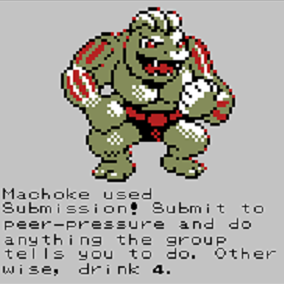 Machoke used
Submission! Submit to
peer-pressure and do
anything the group
tells you to do. Other
wise, drink 4.